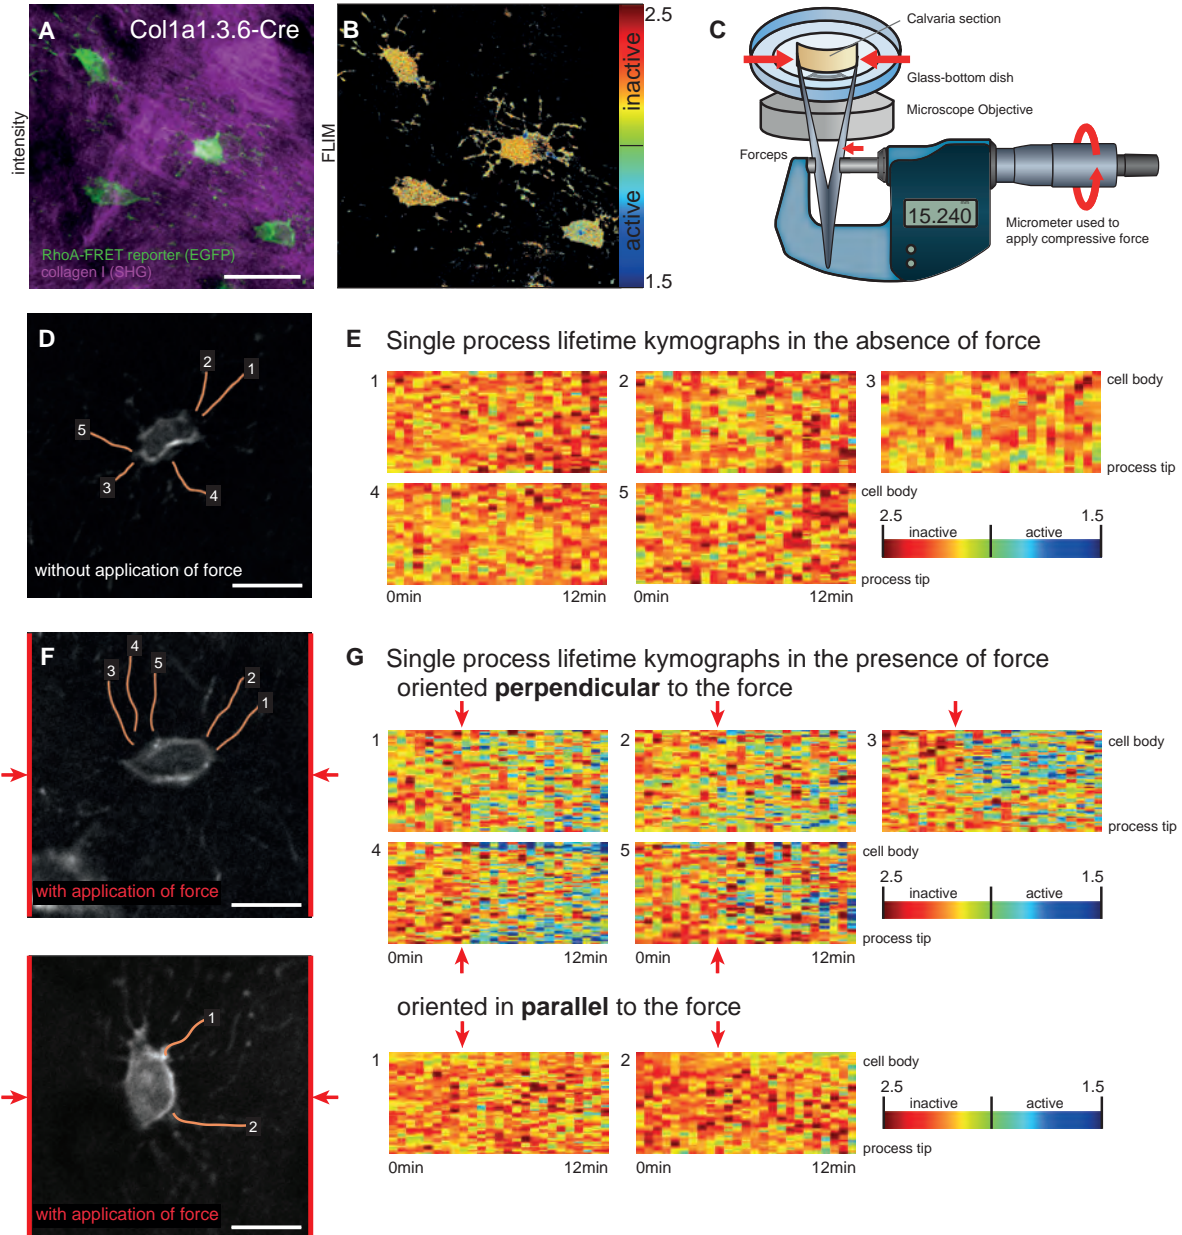 A
Col1a1.3.6-Cre
intensity
RhoA-FRET reporter (EGFP)
collagen I (SHG)
B
FLIM
2.5
inactive
active
1.5
C
Calvaria section
Glass-bottom dish
Microscope Objective
Forceps
mm
15.240
Micrometer used to
apply compressive force
D
2
1
5
3
4
without application of force
E Single process lifetime kymographs in the absence of force
1
2
3
cell body
process tip
4
5
cell body
process tip
0min
12min
0min
12min
2.5
1.5
inactive
active
F
4
3
5
2
1
with application of force
G Single process lifetime kymographs in the presence of force
oriented perpendicular to the force
1
2
3
cell body
process tip
4
5
cell body
process tip
0min
12min
0min
12min
2.5
1.5
inactive
active
1
2
with application of force
oriented in parallel to the force
1
2
cell body
process tip
0min
12min
0min
12min
2.5
1.5
inactive
active